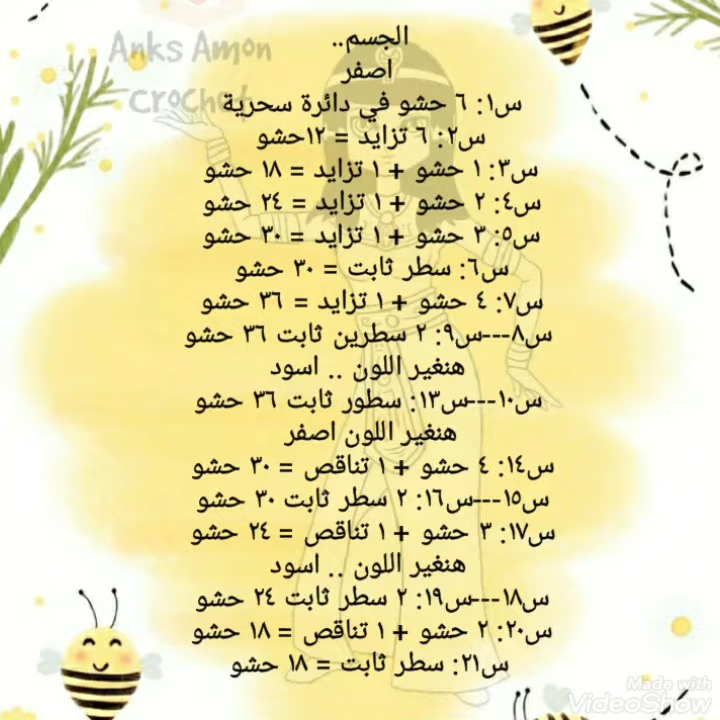 Anks Amon
crochet
الجسم..
اصفر
س١: ٦ حشو في دائرة سحرية
س٢: ٦ تزايد = ١٢حشو
س٣: ١ حشو + ١ تزايد = ١٨ حشو
س٤: ٢ حشو + ١ تزايد = ٢٤ حشو
س٥: ٣ حشو + ١ تزايد = ٣٠ حشو
س٦: سطر ثابت = ٣٠ حشو
س٧: ٤ حشو + ١ تزايد = ٣٦ حشو
س٨---س٩: ٢ سطرين ثابت ٣٦ حشو
هنغير اللون .. اسود
س١٠---س١٣: سطور ثابت ٣٦ حشو
هنغير اللون اصفر
س١٤: ٤ حشو + ١ تناقص = ٣٠ حشو
س١٥---س١٦: ٢ سطر ثابت ٣٠ حشو
س١٧: ٣ حشو + ١ تناقص = ٢٤ حشو
هنغير اللون .. اسود
س١٨---س١٩: ٢ سطر ثابت ٢٤ حشو
س٢٠: ٢ حشو + ١ تناقص = ١٨ حشو
س٢١: سطر ثابت = ١٨ حشو
Made with
VideoShow